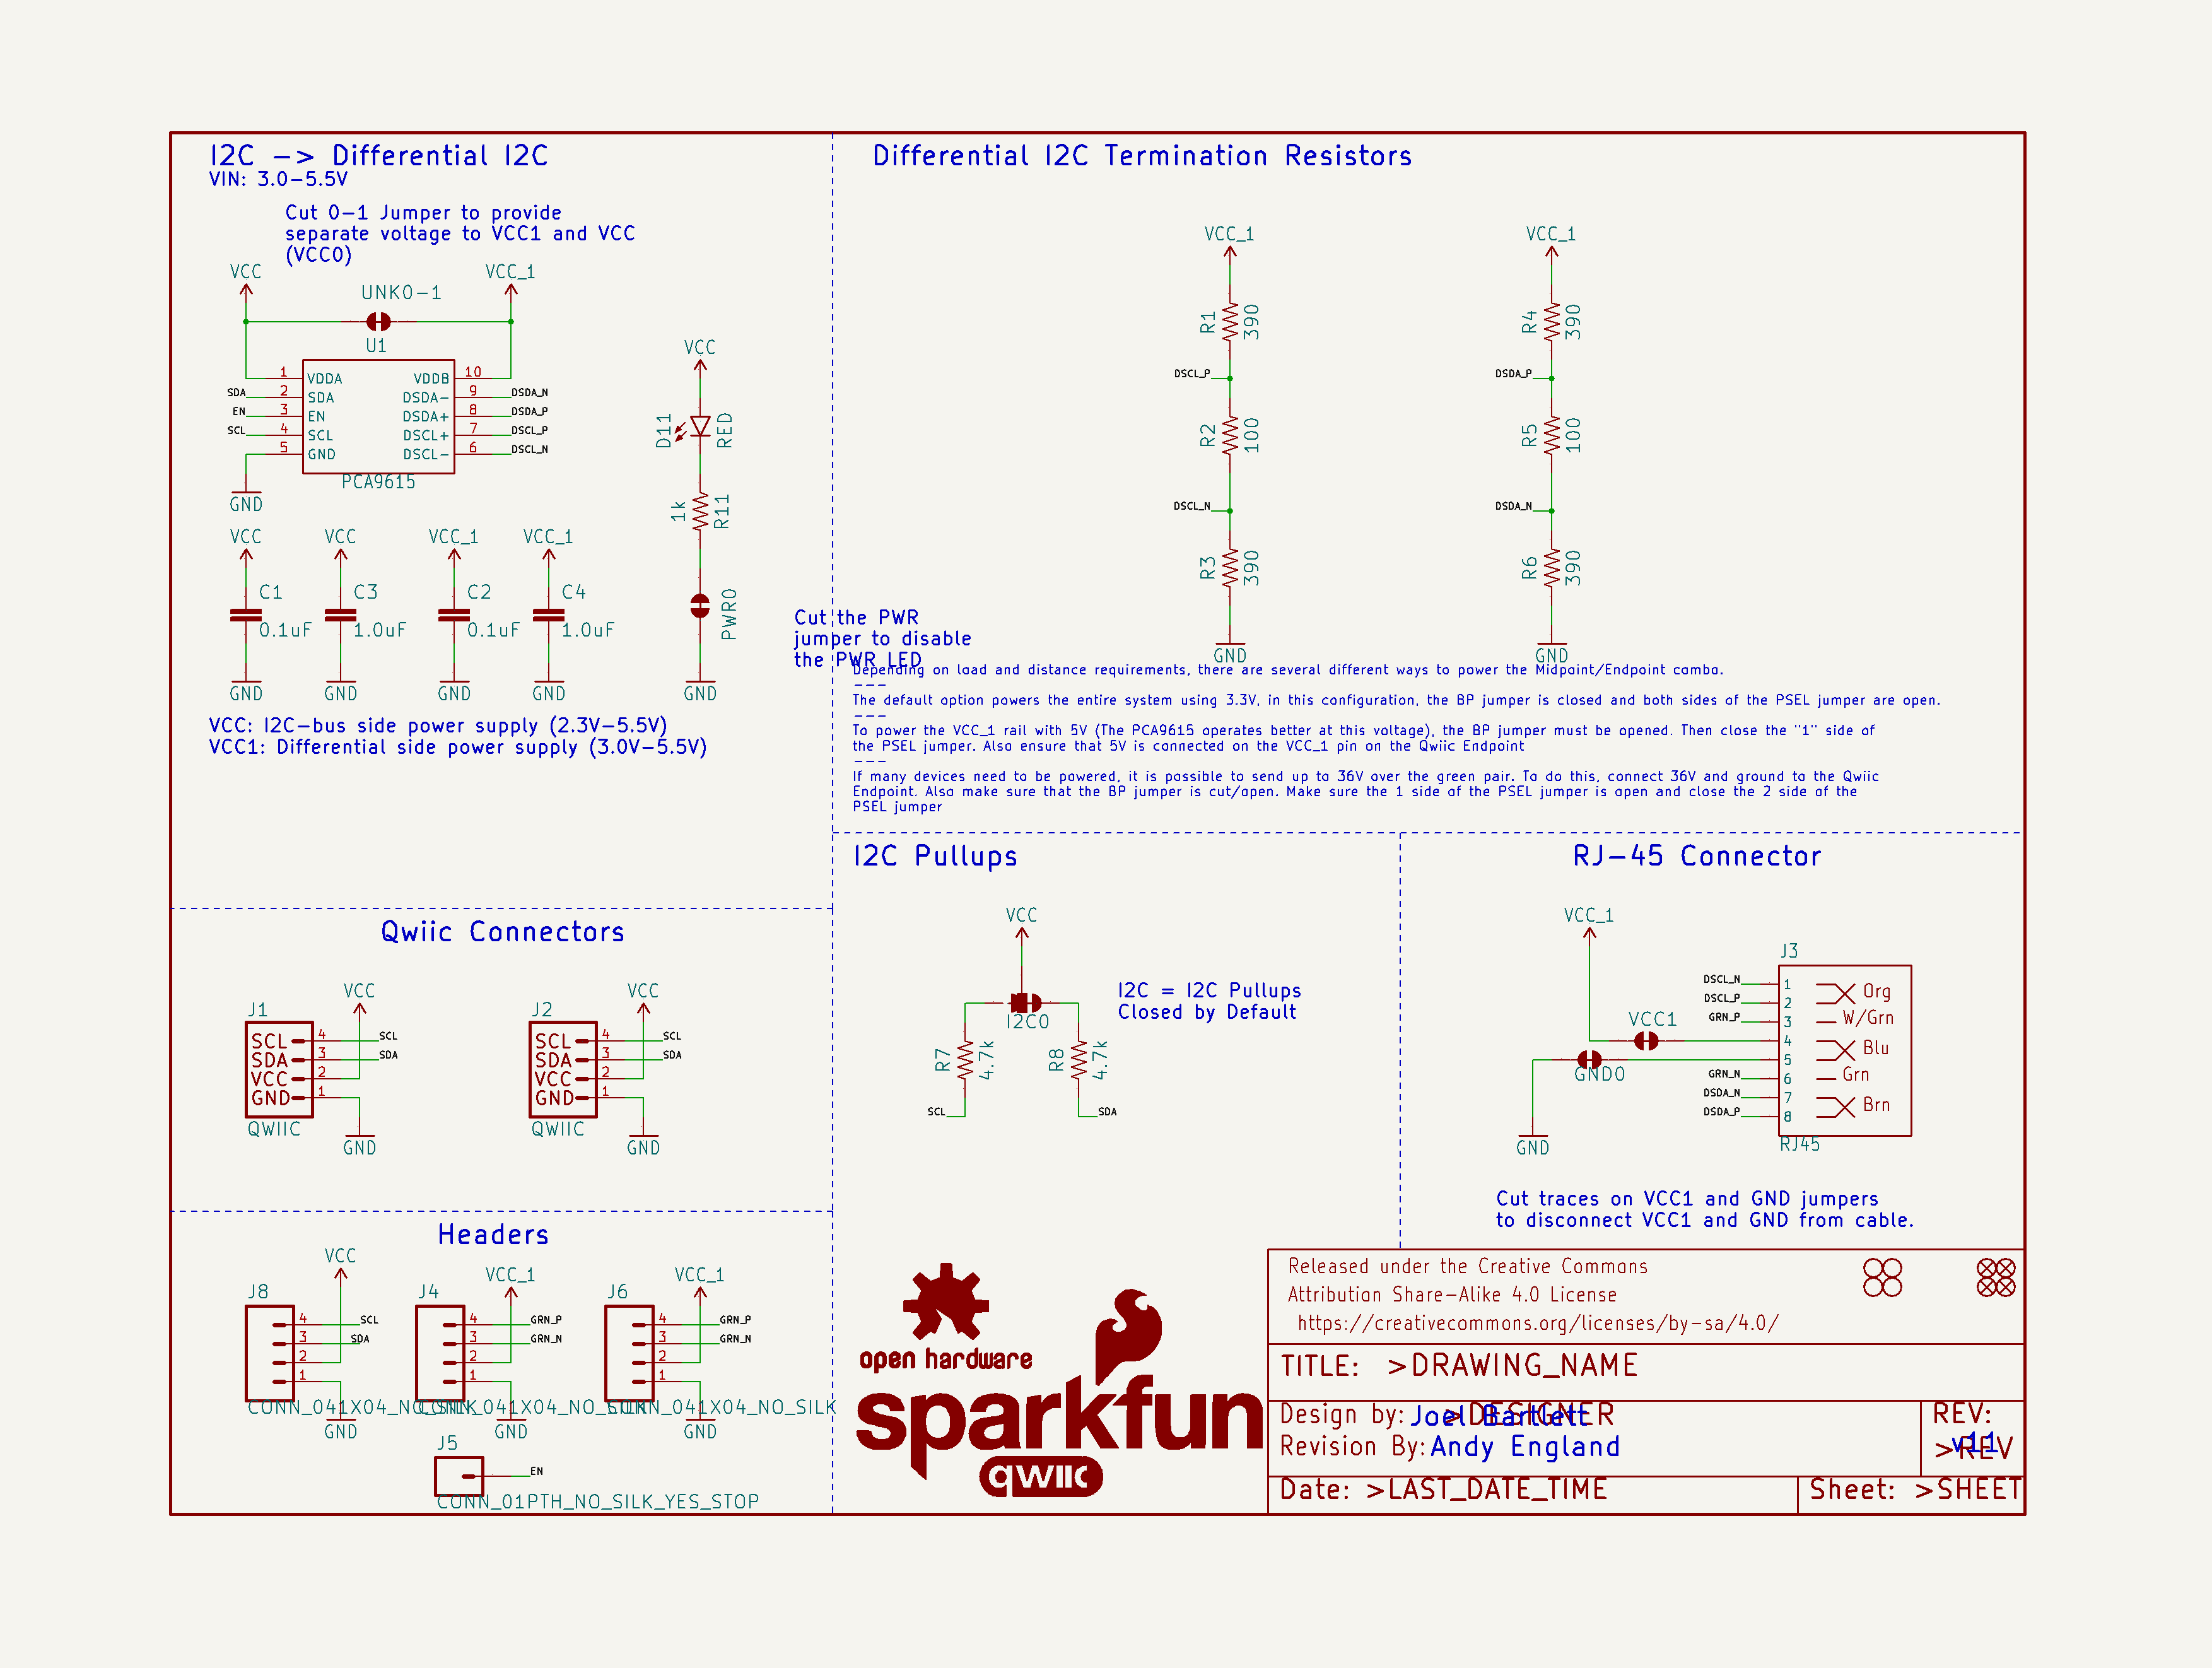 I2C -> Differential I2C
VIN: 3.0-5.5V
Cut 0-1 Jumper to provide
separate voltage to VCC1 and VCC
(VCC0)
VCC
VCC_1
UNK0-1
U1
1
VDDA
VDDB
10
SDA
2
SDA
DSDA-
9
DSDA_N
EN
3
EN
DSDA+
8
DSDA_P
SCL
4
SCL
DSCL+
7
DSCL_P
5
GND
DSCL-
6
DSCL_N
PCA9615
GND
VCC
D11
RED
1k
R11
PWR0
GND
VCC
VCC
VCC_1
VCC_1
C1
C3
C2
C4
0.1uF
1.0uF
0.1uF
1.0uF
GND
GND
GND
GND
Cut the PWR
jumper to disable
the PWR LED
VCC: I2C-bus side power supply (2.3V-5.5V)
VCC1: Differential side power supply (3.0V-5.5V)
Differential I2C Termination Resistors
VCC_1
VCC_1
R1
390
R4
390
DSCL_P
DSDA_P
R2
100
R5
100
DSCL_N
DSDA_N
R3
390
R6
390
GND
GND
Depending on load and distance requirements, there are several different ways to power the Midpoint/Endpoint combo.
---
The default option powers the entire system using 3.3V, in this configuration, the BP jumper is closed and both sides of the PSEL jumper are open.
---
To power the VCC_1 rail with 5V (The PCA9615 operates better at this voltage), the BP jumper must be opened. Then close the "1" side of
the PSEL jumper. Also ensure that 5V is connected on the VCC_1 pin on the Qwiic Endpoint
---
If many devices need to be powered, it is possible to send up to 36V over the green pair. To do this, connect 36V and ground to the Qwiic
Endpoint. Also make sure that the BP jumper is cut/open. Make sure the 1 side of the PSEL jumper is open and close the 2 side of the
PSEL jumper
Qwiic Connectors
J1
VCC
SCL
4
SCL
SDA
3
SDA
VCC
2
GND
1
QWIIC
GND
J2
VCC
SCL
4
SCL
SDA
3
SDA
VCC
2
GND
1
QWIIC
GND
I2C Pullups
VCC
I2C0
I2C = I2C Pullups
Closed by Default
R7
4.7k
R8
4.7k
SCL
SDA
RJ-45 Connector
VCC_1
J3
DSCL_N
1
Org
DSCL_P
2
GRN_P
3
W/Grn
VCC1
4
Blu
GND0
5
GRN_N
6
Grn
DSDA_N
7
Brn
DSDA_P
8
RJ45
GND
Cut traces on VCC1 and GND jumpers
to disconnect VCC1 and GND from cable.
Headers
J8
VCC
4
SCL
3
SDA
2
1
CONN_041X04_NO_SILK
GND
J4
VCC_1
4
GRN_P
3
GRN_N
2
1
CONN_041X04_NO_SILK
GND
J6
VCC_1
4
GRN_P
3
GRN_N
2
1
CONN_041X04_NO_SILK
GND
J5
EN
CONN_01PTH_NO_SILK_YES_STOP
open hardware
sparkfun
qwiic
Released under the Creative Commons
Attribution Share-Alike 4.0 License
https://creativecommons.org/licenses/by-sa/4.0/
TITLE: >DRAWING_NAME
Design by: Joel Bartlett
>DESIGNER
Revision By: Andy England
REV:
v1.1
>REV
Date: >LAST_DATE_TIME
Sheet: >SHEET